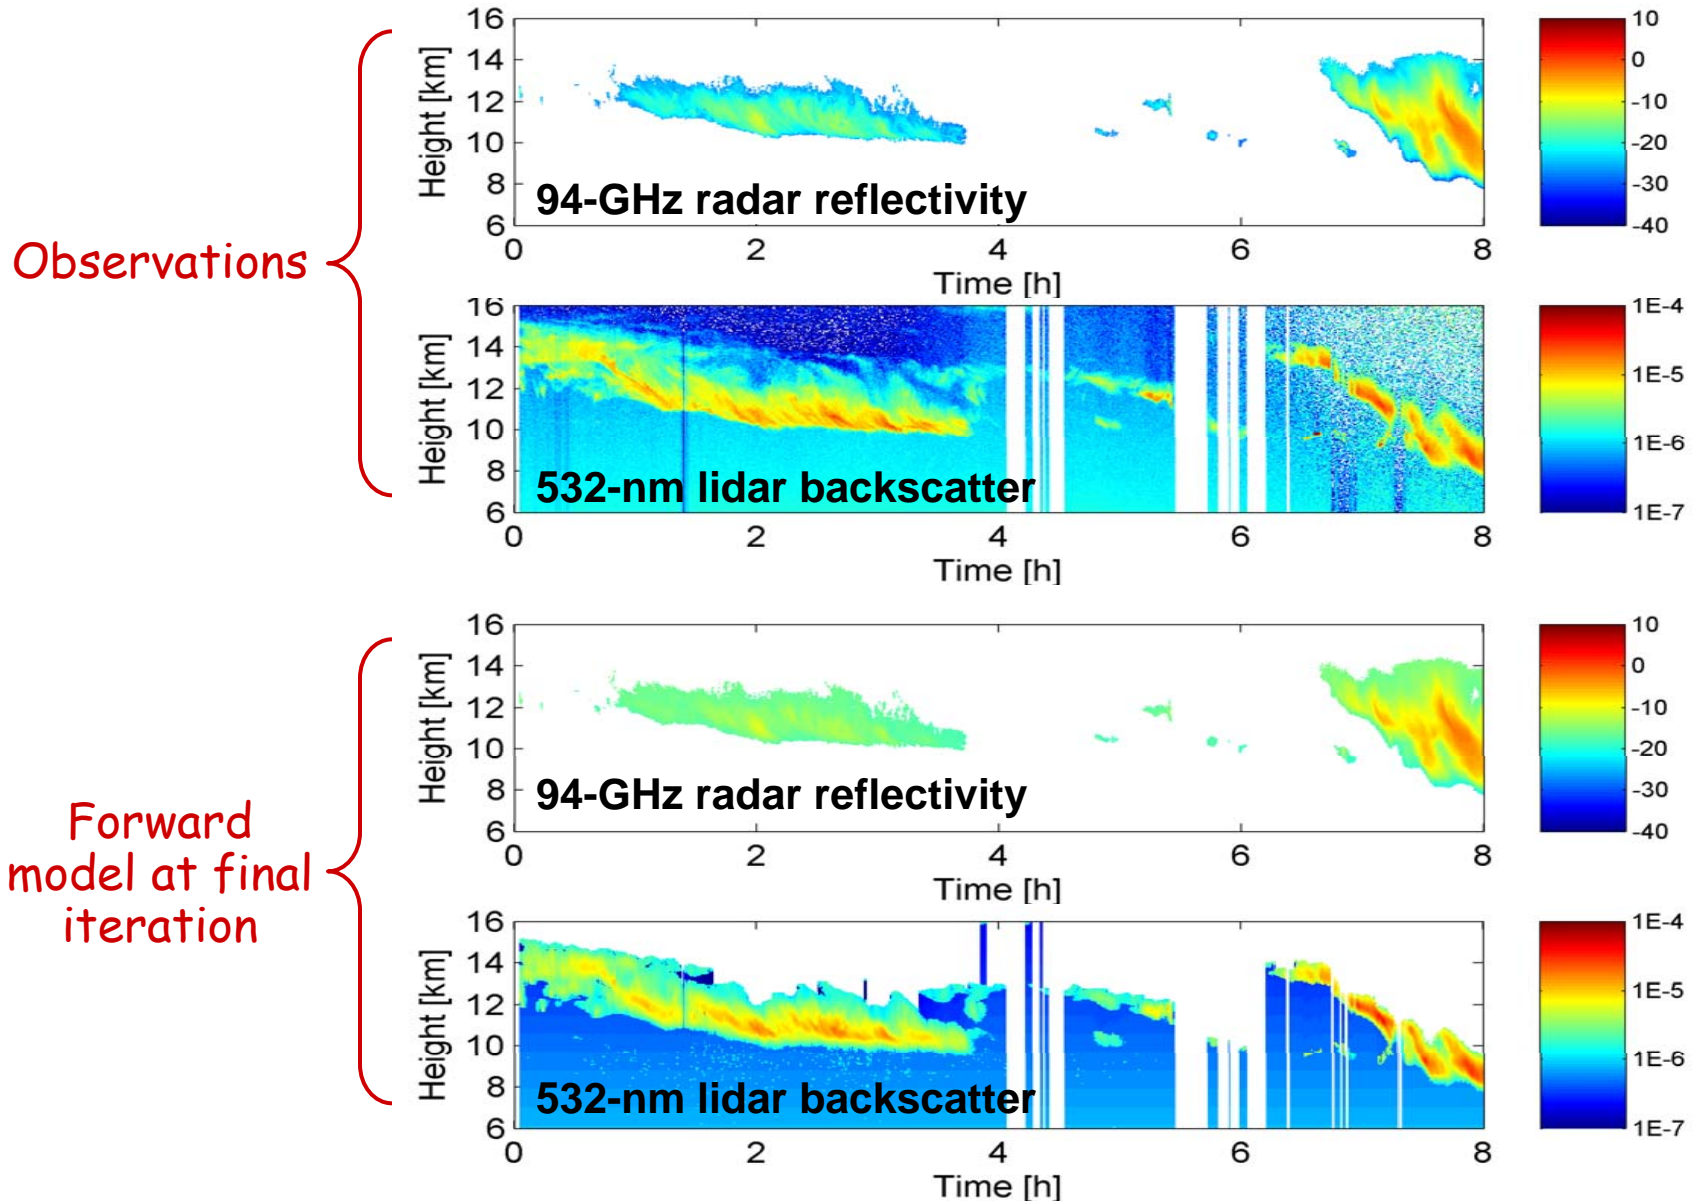 Observations
16
14
12
10
8
6
Height [km]
94-GHz radar reflectivity
0 2 4 6 8
Time [h]
10
0
-10
-20
-30
-40
16
14
12
10
8
6
Height [km]
532-nm lidar backscatter
0 2 4 6 8
Time [h]
1E-4
1E-5
1E-6
1E-7
Forward
model at final
iteration
16
14
12
10
8
6
Height [km]
94-GHz radar reflectivity
0 2 4 6 8
Time [h]
10
0
-10
-20
-30
-40
16
14
12
10
8
6
Height [km]
532-nm lidar backscatter
0 2 4 6 8
Time [h]
1E-4
1E-5
1E-6
1E-7